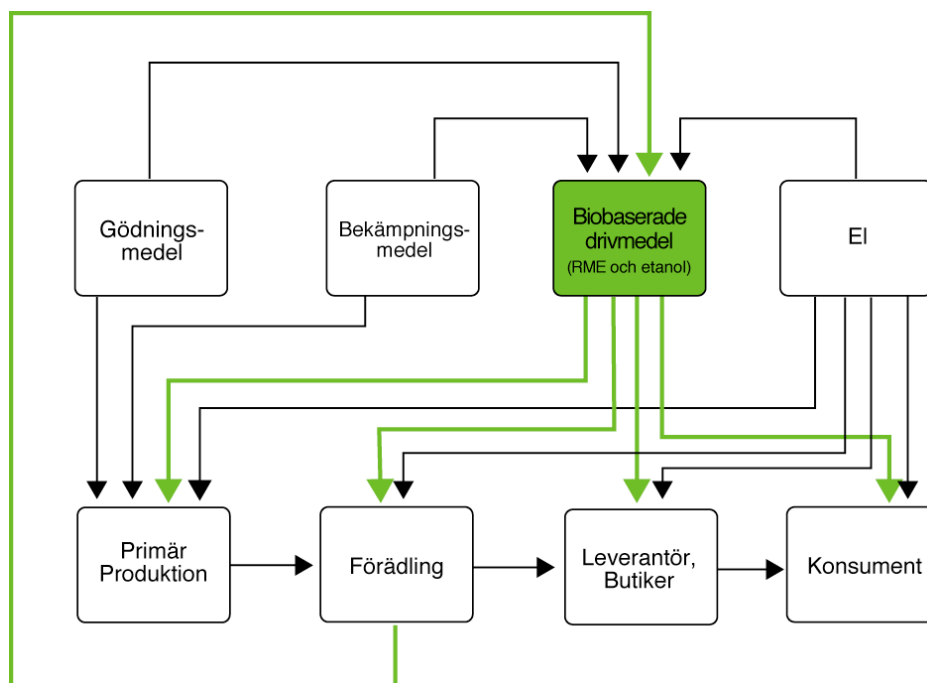 Gödnings-
medel
Bekämpnings-
medel
Biobaserade
drivmedel
(RME och etanol)
El
Primär
Produktion
Förädling
Leverantör,
Butiker
Konsument